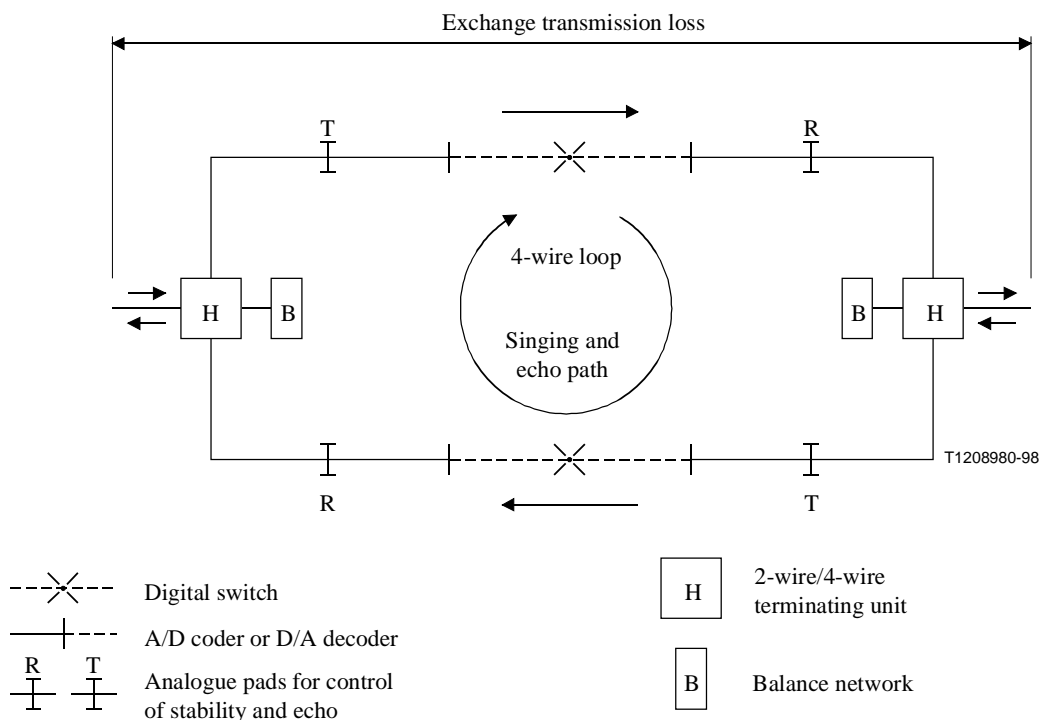 Exchange transmission loss
T
R
4-wire loop
H
B
B
H
Singing and
echo path
T1208980-98
R
T
Digital switch
A/D coder or D/A decoder
R
T
Analogue pads for control
of stability and echo
H
2-wire/4-wire
terminating unit
B
Balance network